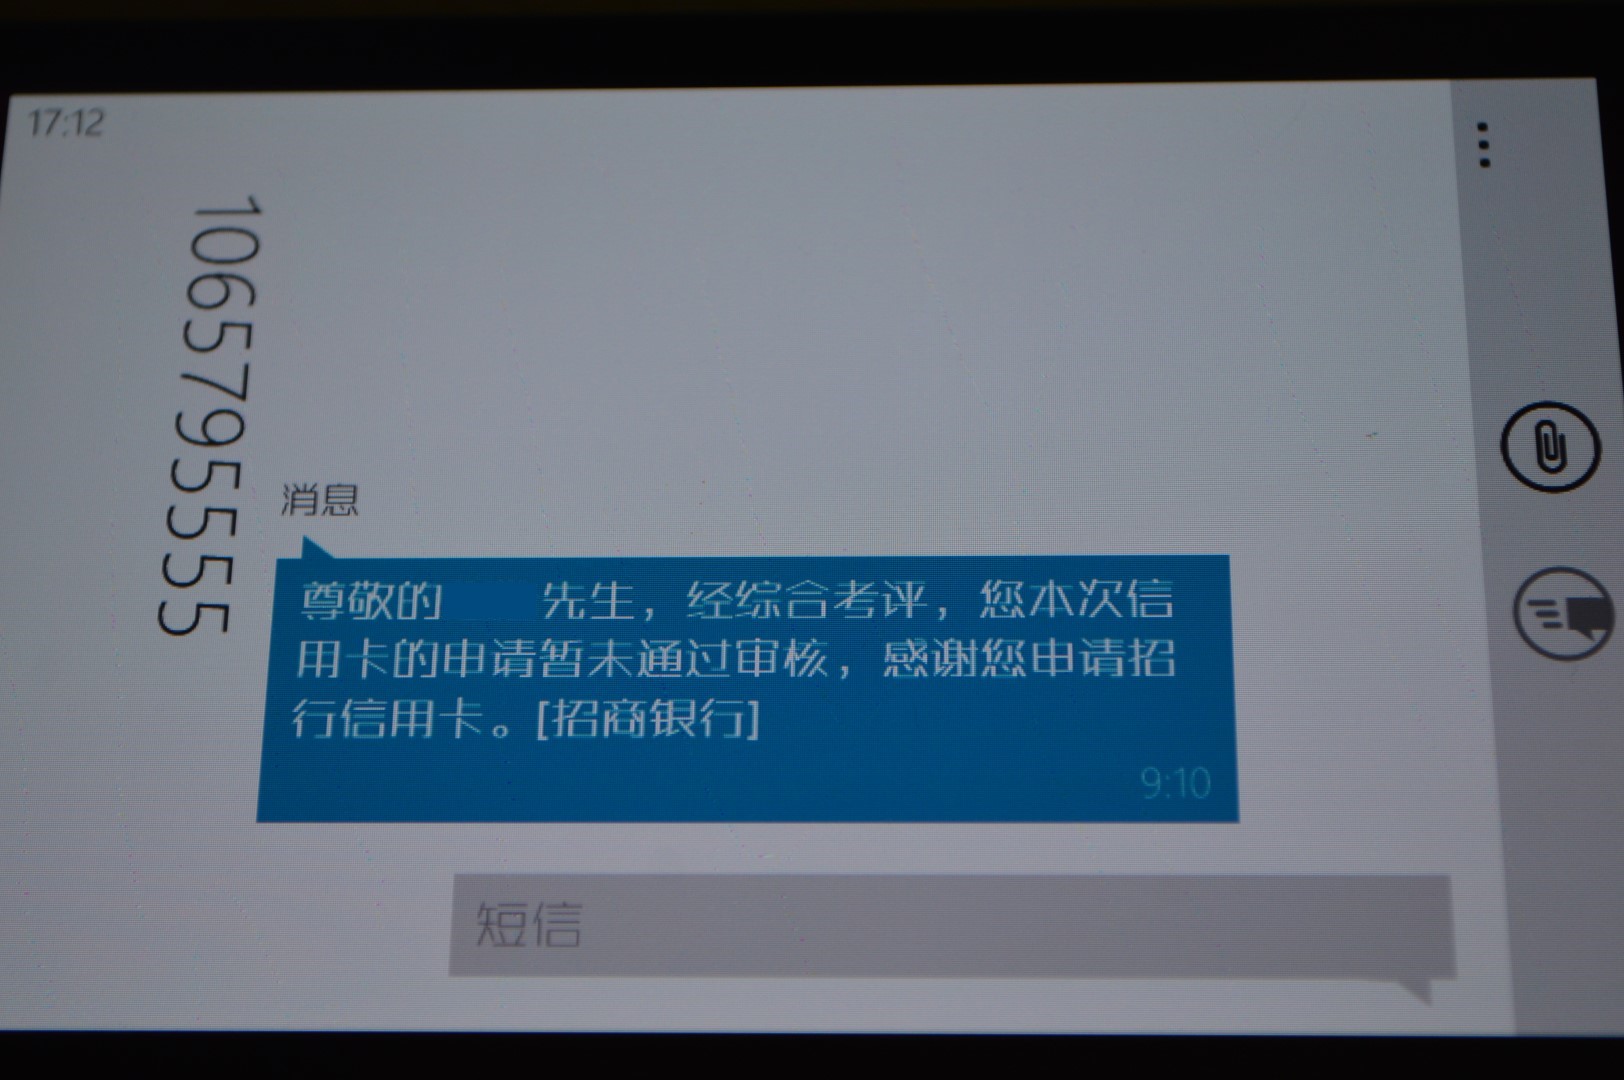 17:12
1065795555
消息
尊敬的 先生，经综合考评，您本次信
用卡的申请暂未通过审核，感谢您申请招
行信用卡。[招商银行]
9:10
短信